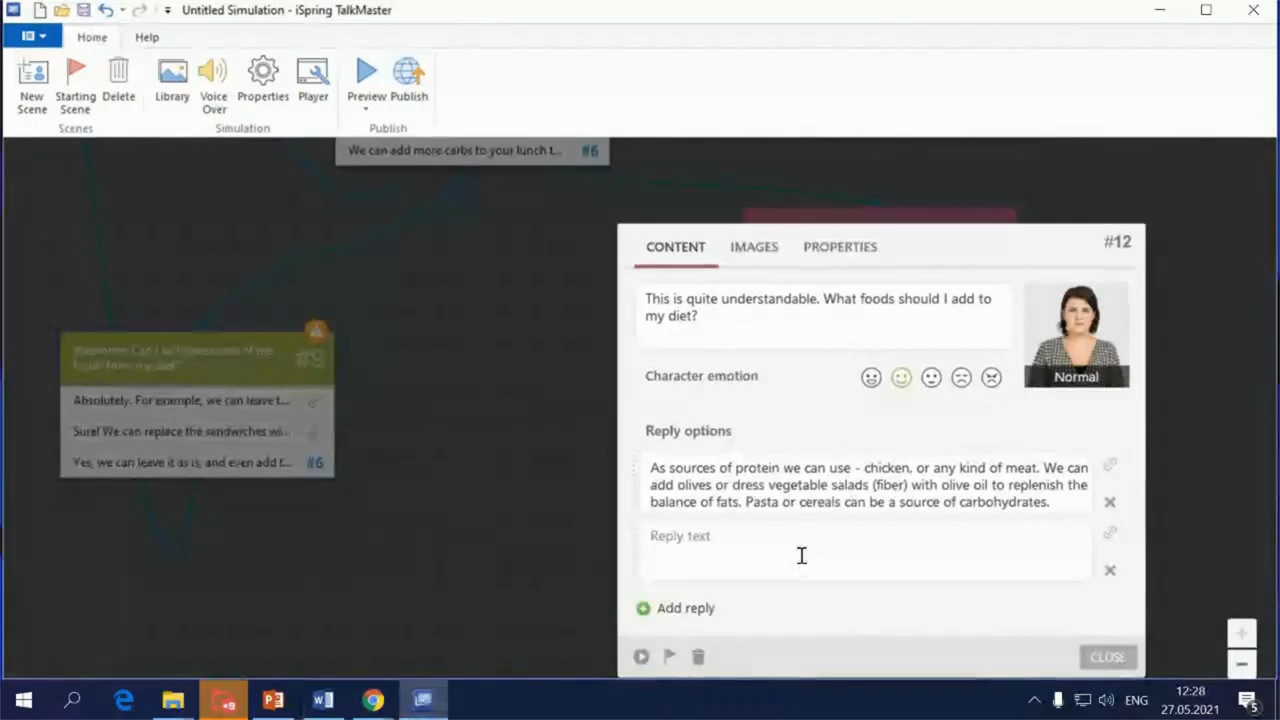 Untitled Simulation - iSpring TalkMaster
Home
Help
New Scene
Starting Scene
Delete
Library
Voice Over
Properties
Player
Preview
Publish
Scenes
Simulation
Publish
We can add more carbs to your lunch t... #6
CONTENT
IMAGES
PROPERTIES
#12
This is quite understandable. What foods should I add to
my diet?
Character emotion
Normal
Reply options
As sources of protein we can use - chicken, or any kind of meat. We can
add olives or dress vegetable salads (fiber) with olive oil to replenish the
balance of fats. Pasta or cereals can be a source of carbohydrates.
Reply text
Add reply
CLOSE
#9
foods from my diet?
Absolutely. For example, we can leave t...
Sure! We can replace the sandwiches wi...
Yes, we can leave it as is, and even add t... #6
ENG
12:28
27.05.2021
5